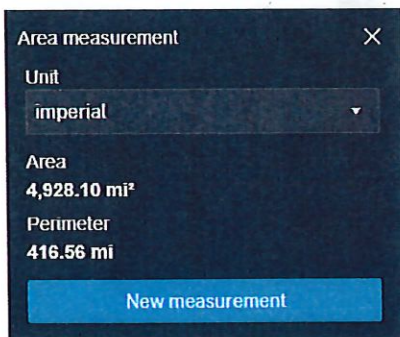 Area measurement
Unit
imperial
Area
4,928.10 mi²
Perimeter
416.56 mi
New measurement